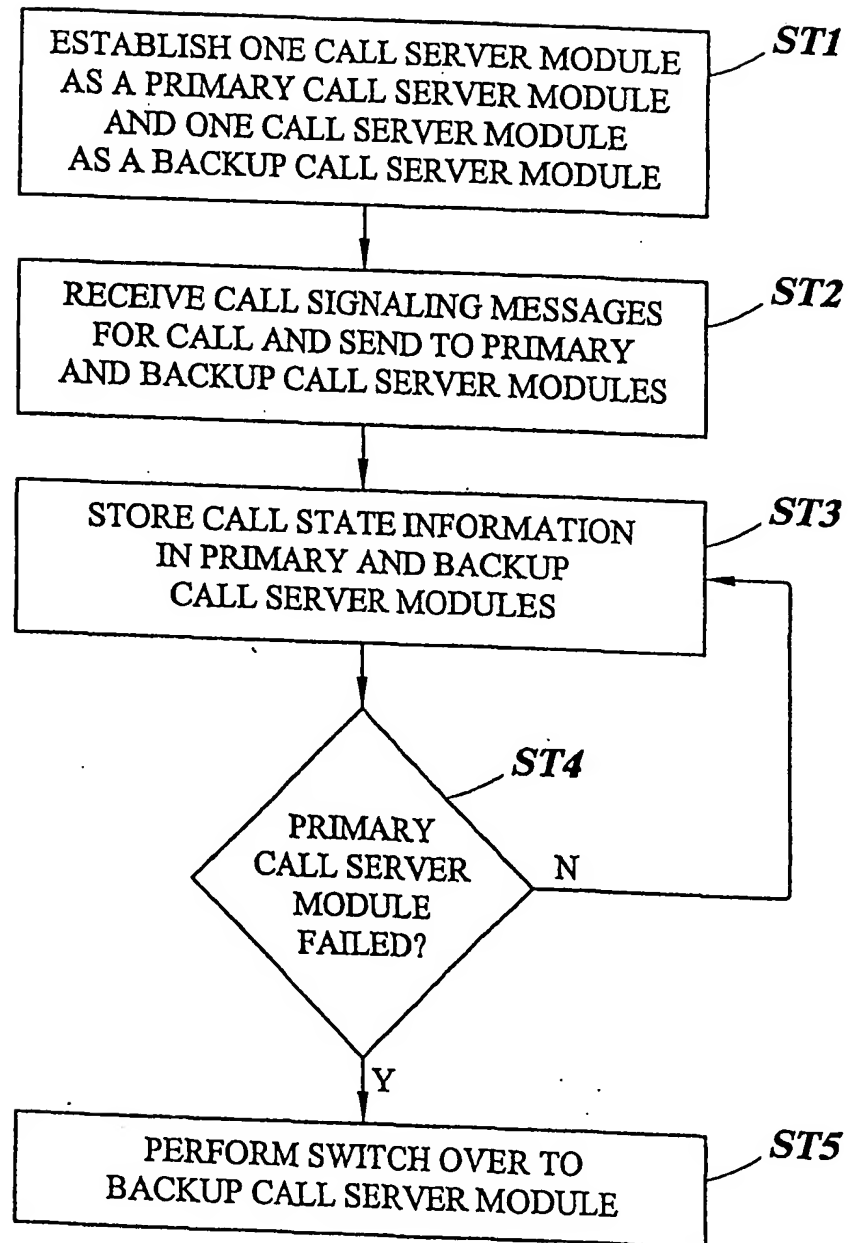 ESTABLISH ONE CALL SERVER MODULE
AS A PRIMARY CALL SERVER MODULE
AND ONE CALL SERVER MODULE
AS A BACKUP CALL SERVER MODULE
ST1
RECEIVE CALL SIGNALING MESSAGES
FOR CALL AND SEND TO PRIMARY
AND BACKUP CALL SERVER MODULES
ST2
STORE CALL STATE INFORMATION
IN PRIMARY AND BACKUP
CALL SERVER MODULES
ST3
PRIMARY
CALL SERVER
MODULE
FAILED?
ST4
N
Y
PERFORM SWITCH OVER TO
BACKUP CALL SERVER MODULE
ST5